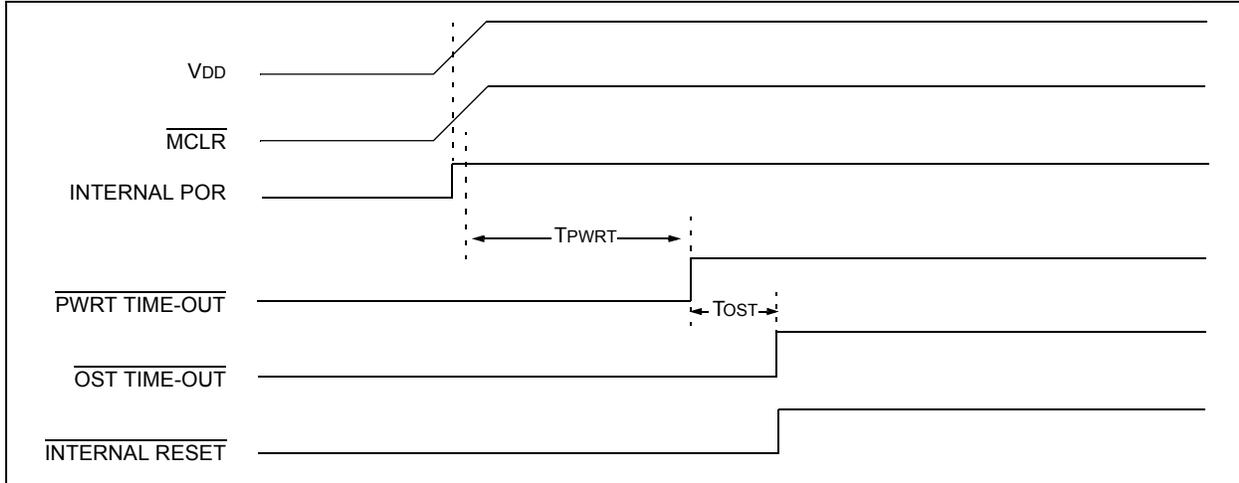 VDD
MCLR
INTERNAL POR
TPWRT
PWRT TIME-OUT
TOST
OST TIME-OUT
INTERNAL RESET